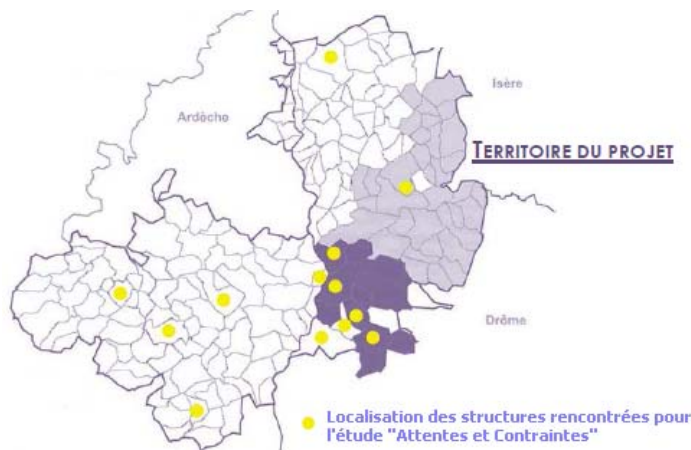 Isère
Ardèche
TERRITOIRE DU PROJET
Drôme
Localisation des structures rencontrées pour
l'étude "Attentes et Contraintes"